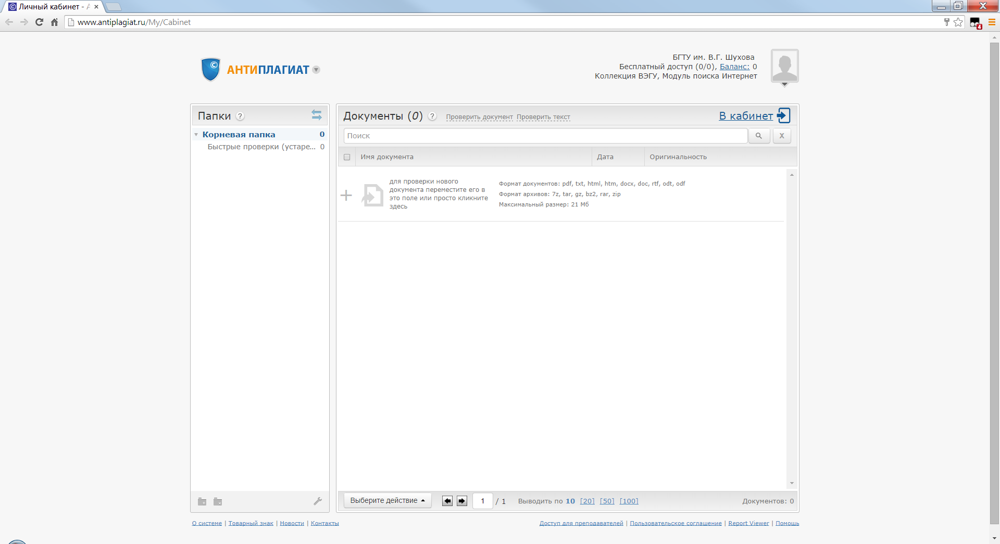 Личный кабинет - А
www.antiplagiat.ru/My/Cabinet
4
©
АНТИПЛАГИАТ
БГТУ им. В.Г. Шухова
Бесплатный доступ (0/0), Баланс: 0
Коллекция ВЭГУ, Модуль поиска Интернет
Папки ?
Корневая папка 0
Быстрые проверки (устаре... 0
Документы (0) ? Проверить документ Проверить текст В кабинет
Поиск X
Имя документа Дата Оригинальность
для проверки нового
документа переместите его в
это поле или просто кликните
здесь
Формат документов: pdf, txt, html, htm, docx, doc, rtf, odt, odf
Формат архивов: 7z, tar, gz, bz2, rar, zip
Максимальный размер: 21 Мб
Выберите действие 1 / 1 Выводить по 10 [20] [50] [100] Документов: 0
О системе | Товарный знак | Новости | Контакты
Доступ для преподавателей | Пользовательское соглашение | Report Viewer | Помощь